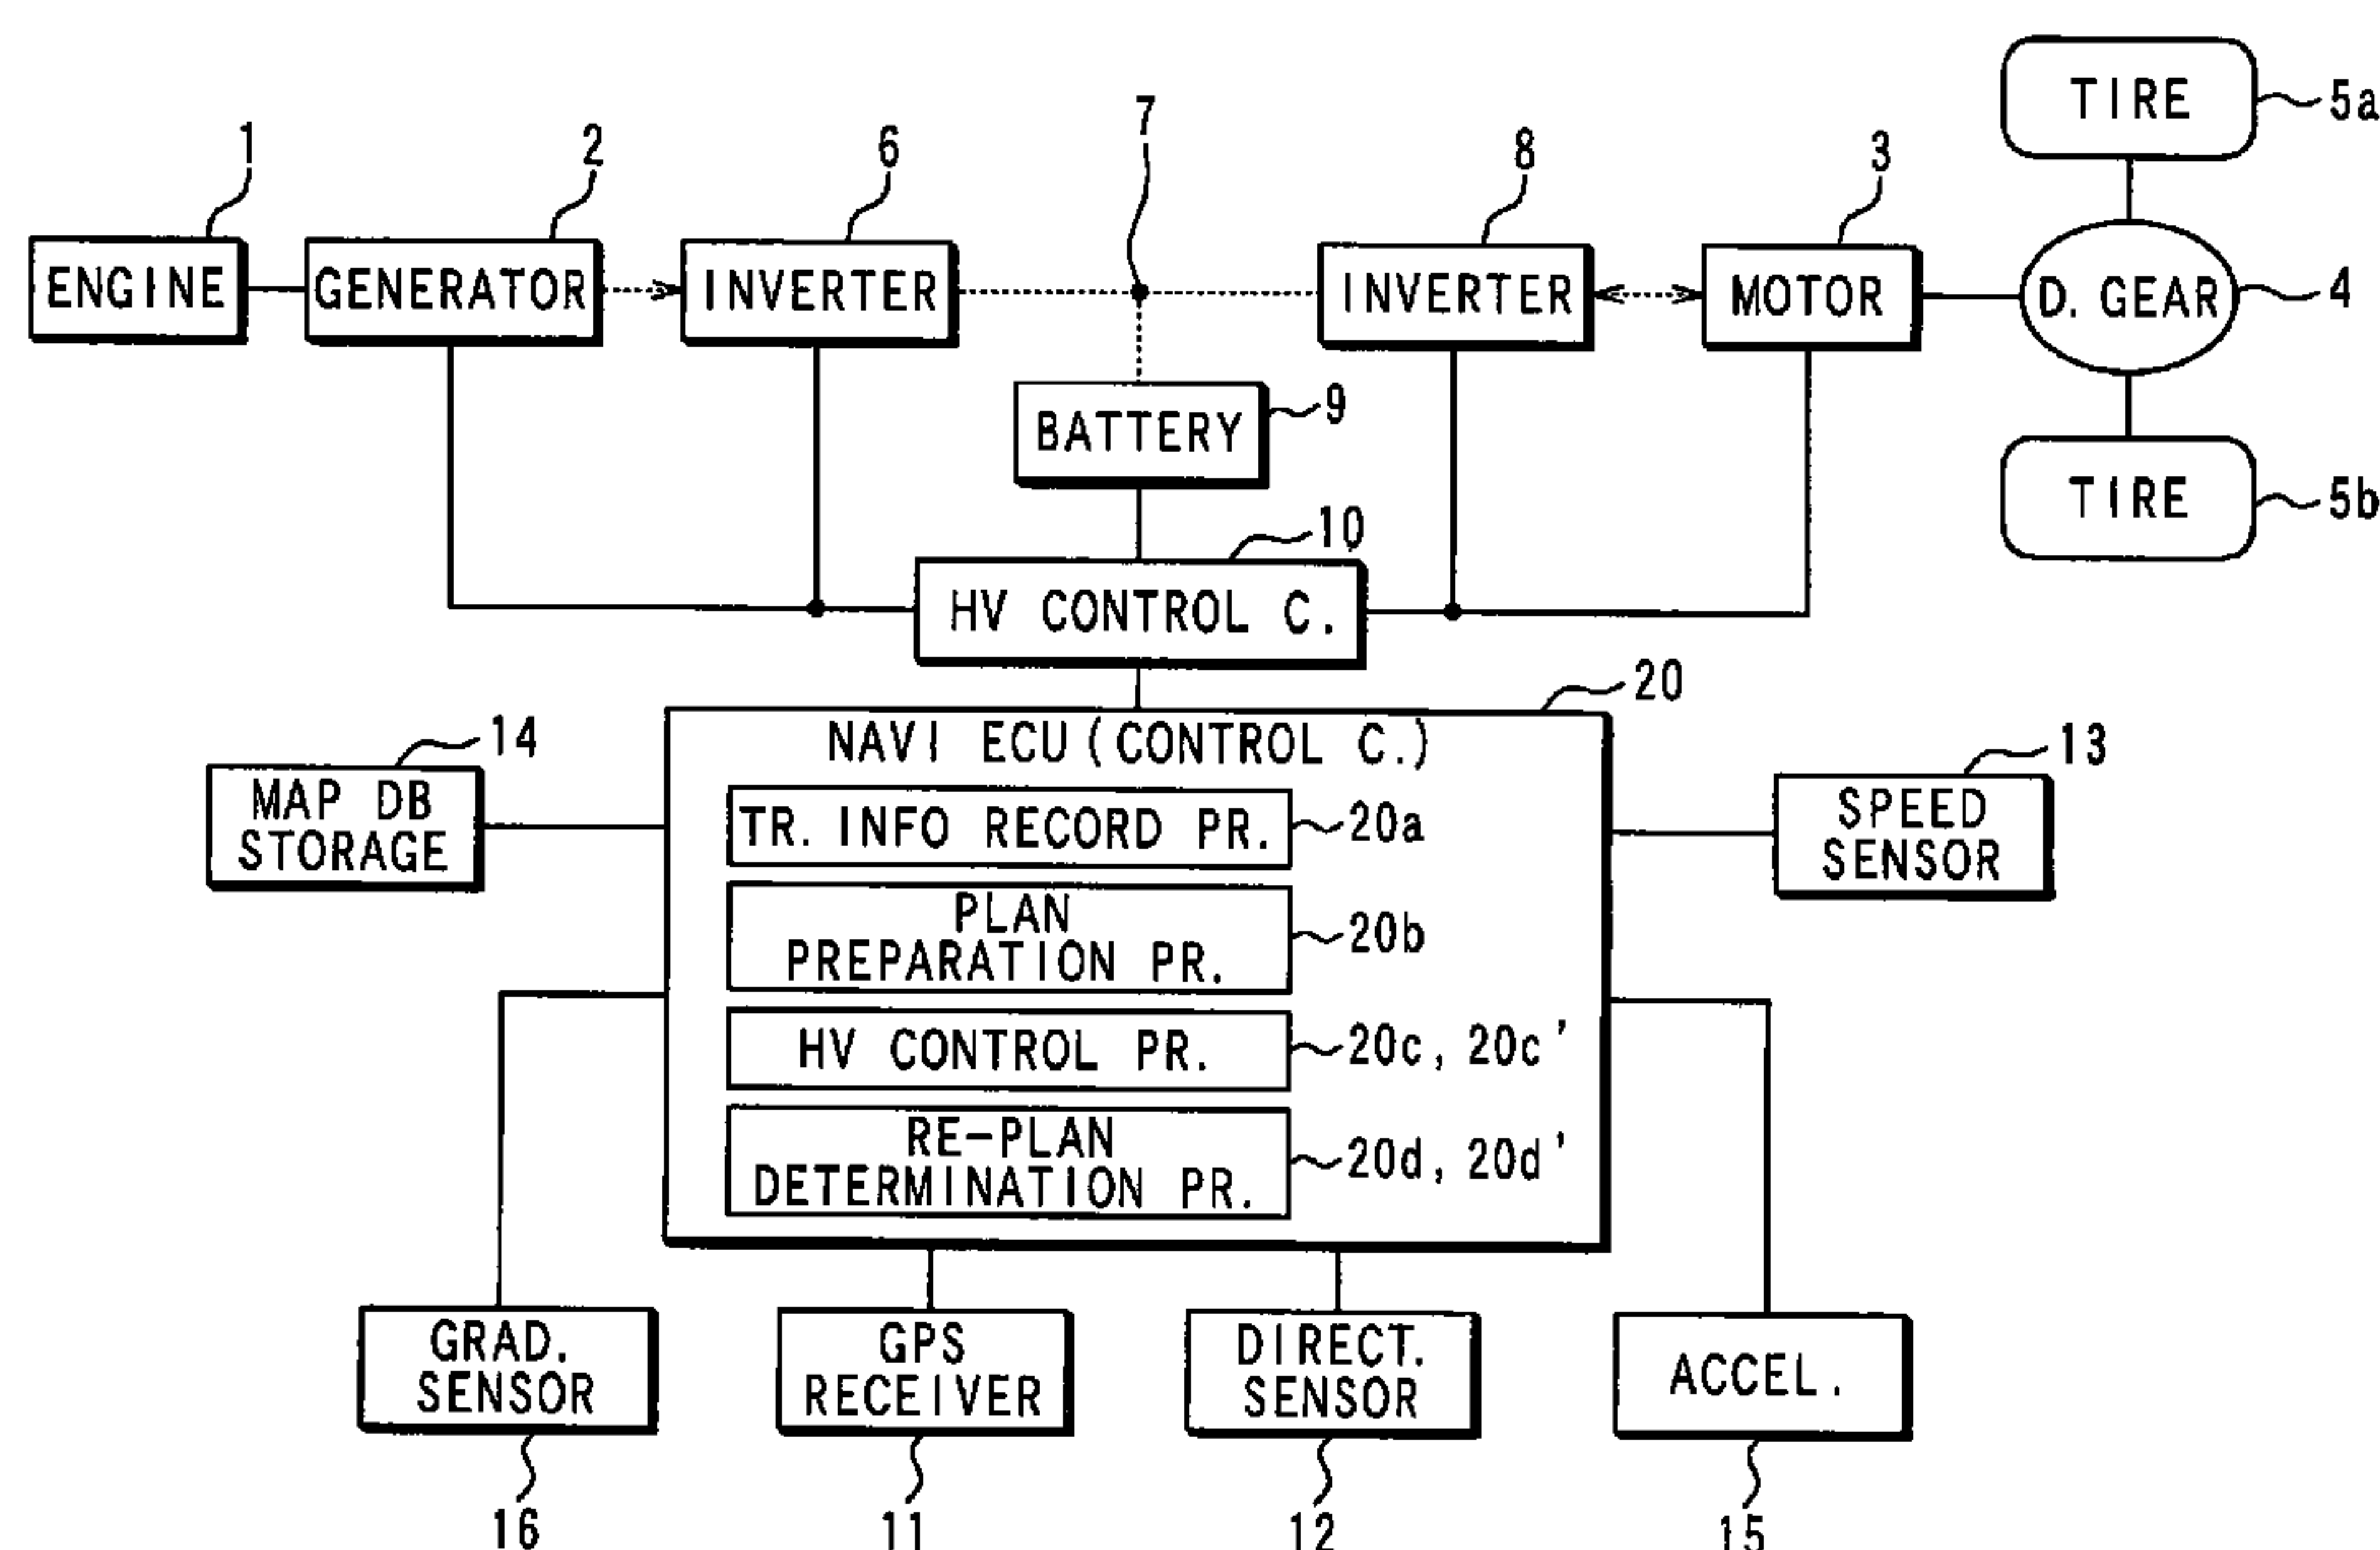 1
2
6
7
8
3
TIRE
5a
ENGINE
GENERATOR
INVERTER
INVERTER
MOTOR
D. GEAR
4
BATTERY
9
TIRE
5b
10
HV CONTROL C.
20
NAVI ECU (CONTROL C.)
14
MAP DB
STORAGE
13
SPEED
SENSOR
TR. INFO RECORD PR.
20a
PLAN
PREPARATION PR.
20b
HV CONTROL PR.
20c, 20c'
RE-PLAN
DETERMINATION PR.
20d, 20d'
GRAD.
SENSOR
GPS
RECEIVER
DIRECT.
SENSOR
ACCEL.
16
11
12
15